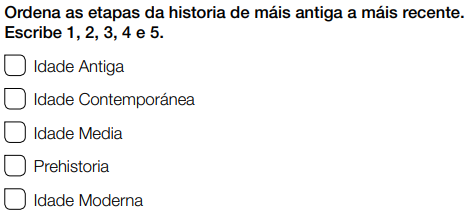 Ordena as etapas da historia de máis antiga a máis recente.
Escribe 1, 2, 3, 4 e 5.
Idade Antiga
Idade Contemporánea
Idade Media
Prehistoria
Idade Moderna